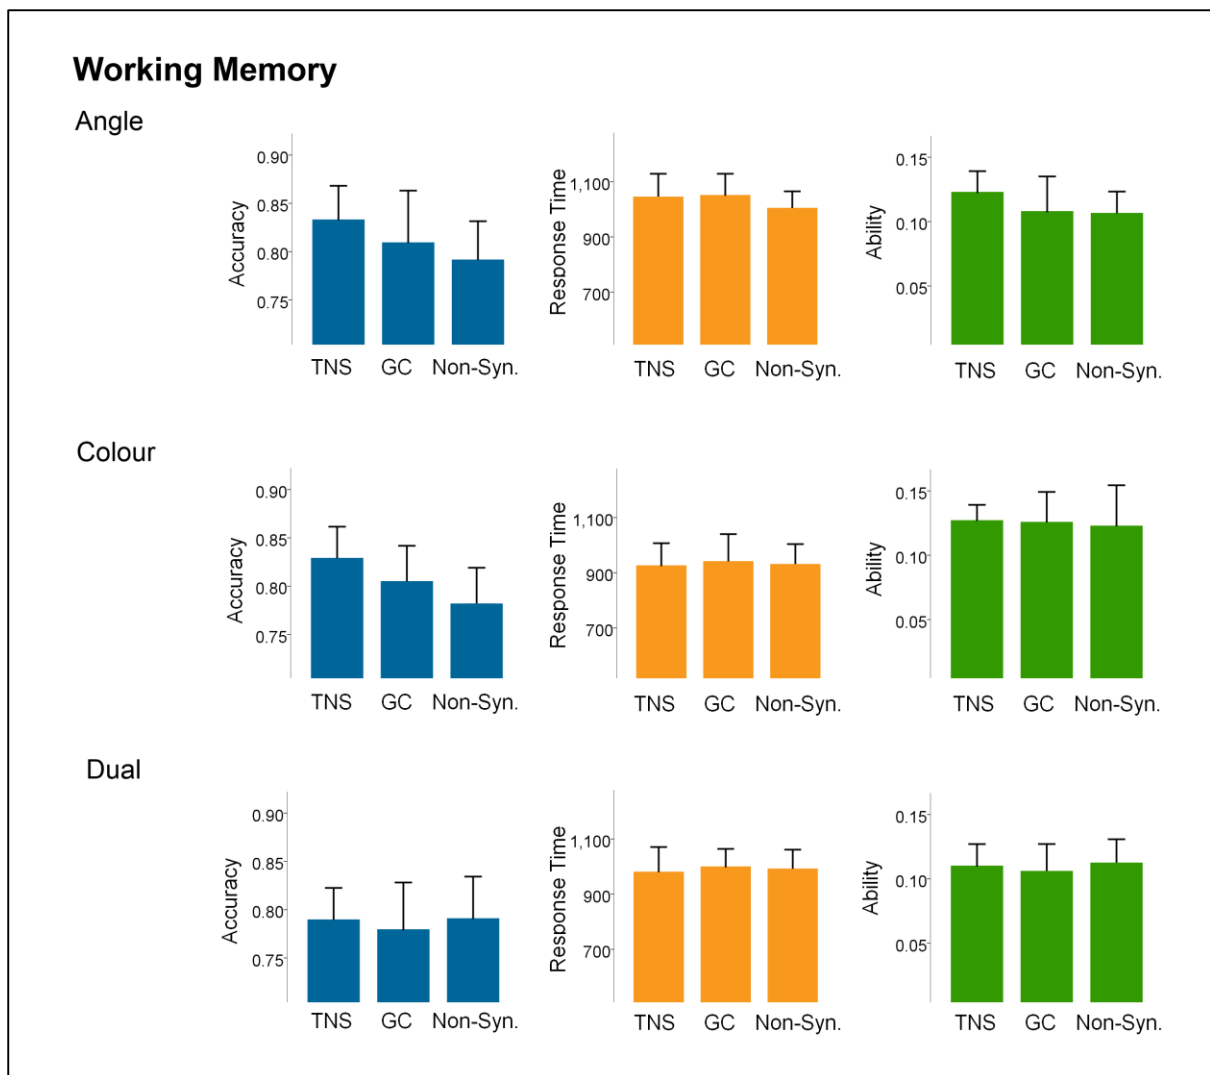 Working Memory
Angle
Accuracy
0.90
0.85
0.80
0.75
TNS GC Non-Syn.
Response Time
1,100
900
700
TNS GC Non-Syn.
Ability
0.15
0.10
0.05
TNS GC Non-Syn.
Colour
Accuracy
0.90
0.85
0.80
0.75
TNS GC Non-Syn.
Response Time
1,100
900
700
TNS GC Non-Syn.
Ability
0.15
0.10
0.05
TNS GC Non-Syn.
Dual
Accuracy
0.90
0.85
0.80
0.75
TNS GC Non-Syn.
Response Time
1,100
900
700
TNS GC Non-Syn.
Ability
0.15
0.10
0.05
TNS GC Non-Syn.